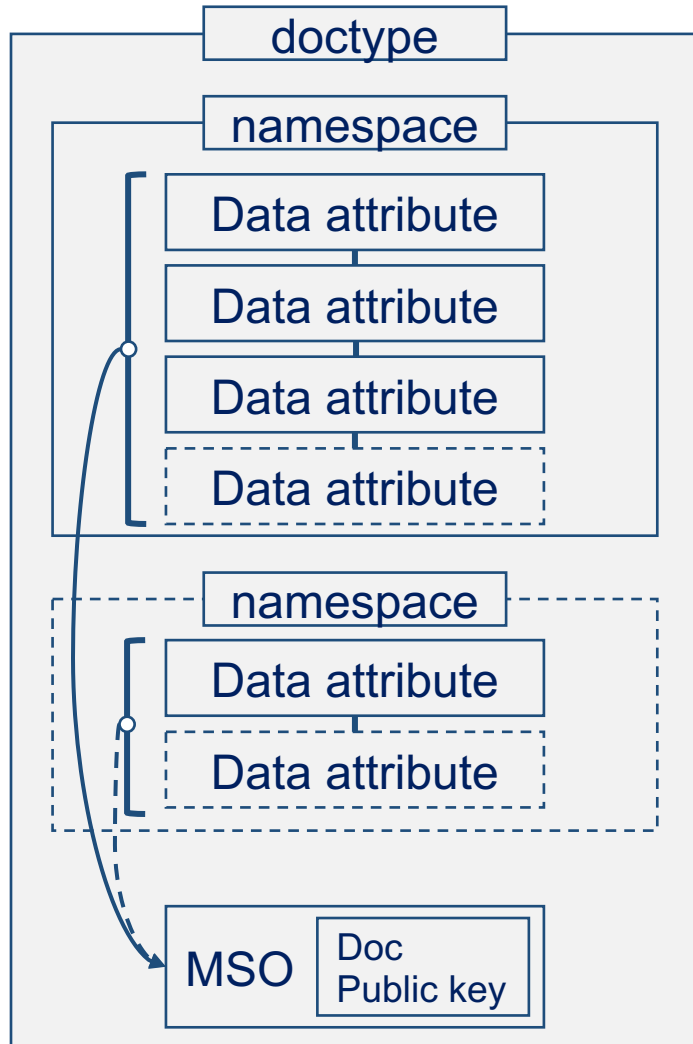 doctype
namespace
Data attribute
Data attribute
Data attribute
Data attribute
namespace
Data attribute
Data attribute
MSO
Doc
Public key